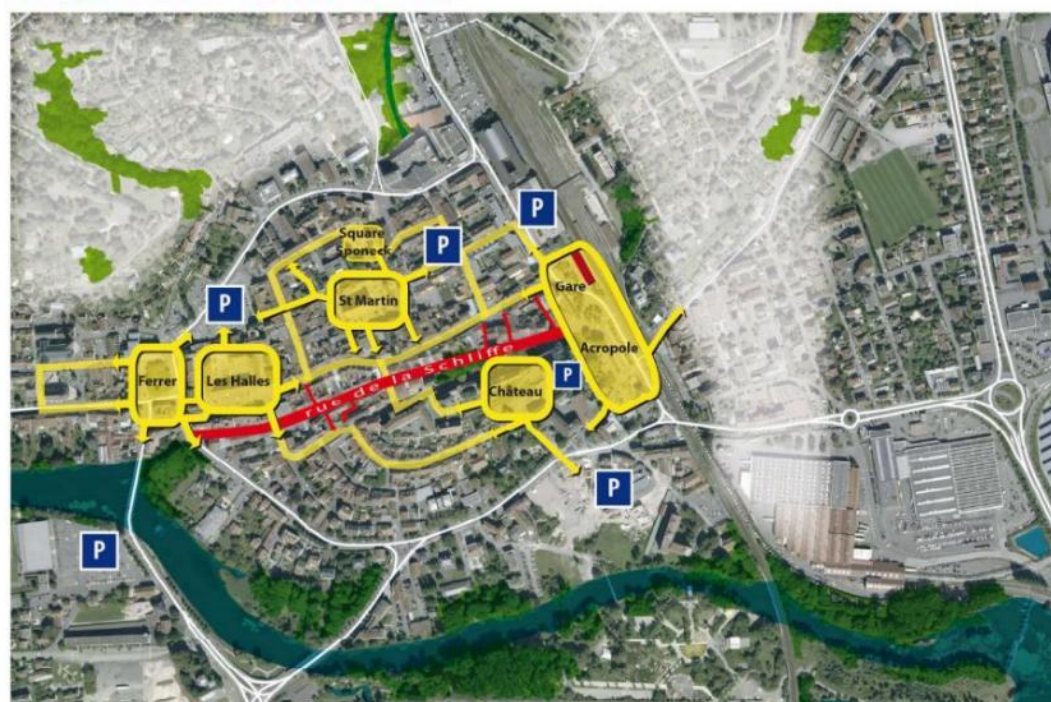 P
Square
Sponeck
P
St Martin
Gare
P
Ferrer
Les Halles
rue de la Schliffe
Acropole
Château
P
P
P